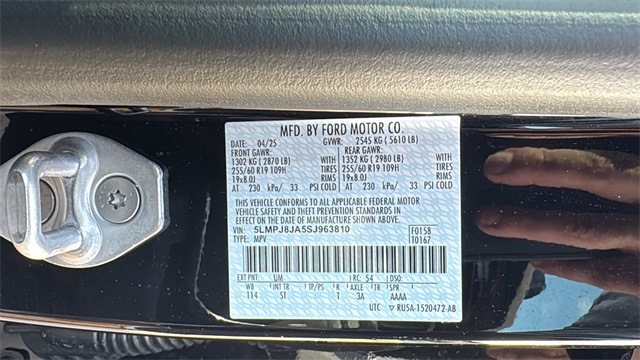 MFD. BY FORD MOTOR CO.
DATE: 04/25 GVWR: 2545 KG ( 5610 LB)
FRONT GAWR: REAR GAWR:
1302 KG ( 2870 LB) WITH 1352 KG ( 2980 LB) WITH
255/60 R19 109H TIRES 255/60 R19 109H TIRES
19x8.0J RIMS 19x8.0J RIMS
AT 230 kPa/ 33 PSI COLD AT 230 kPa/ 33 PSI COLD
THIS VEHICLE CONFORMS TO ALL APPLICABLE FEDERAL MOTOR
VEHICLE SAFETY AND THEFT PREVENTION STANDARDS IN
EFFECT ON THE DATE OF MANUFACTURE SHOWN ABOVE.
VIN: 5LMPJ8JA5SJ963810 F0158
TYPE: MPV T0167
EXT PNT: UM RC: 54 DSO:
WB INT TR TP/PS R AXLE TR SPR
114 ST T 3A AAAA
UTC ▽ RU5A-1520472-AB